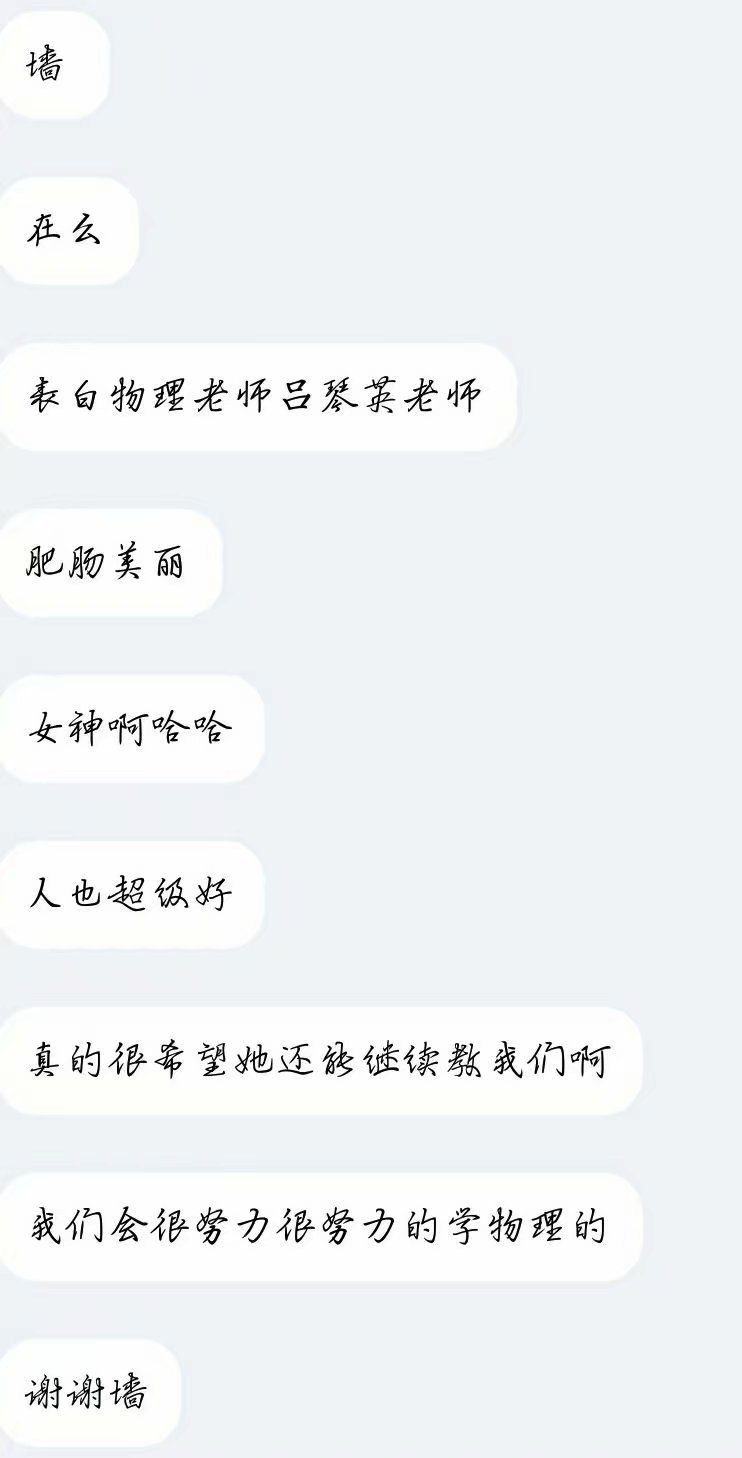 墙
在么
表白物理老师吕琴英老师
肥肠美丽
女神啊哈哈
人也超级好
真的很希望她还能继续教我们啊
我们会很努力很努力的学物理的
谢谢墙